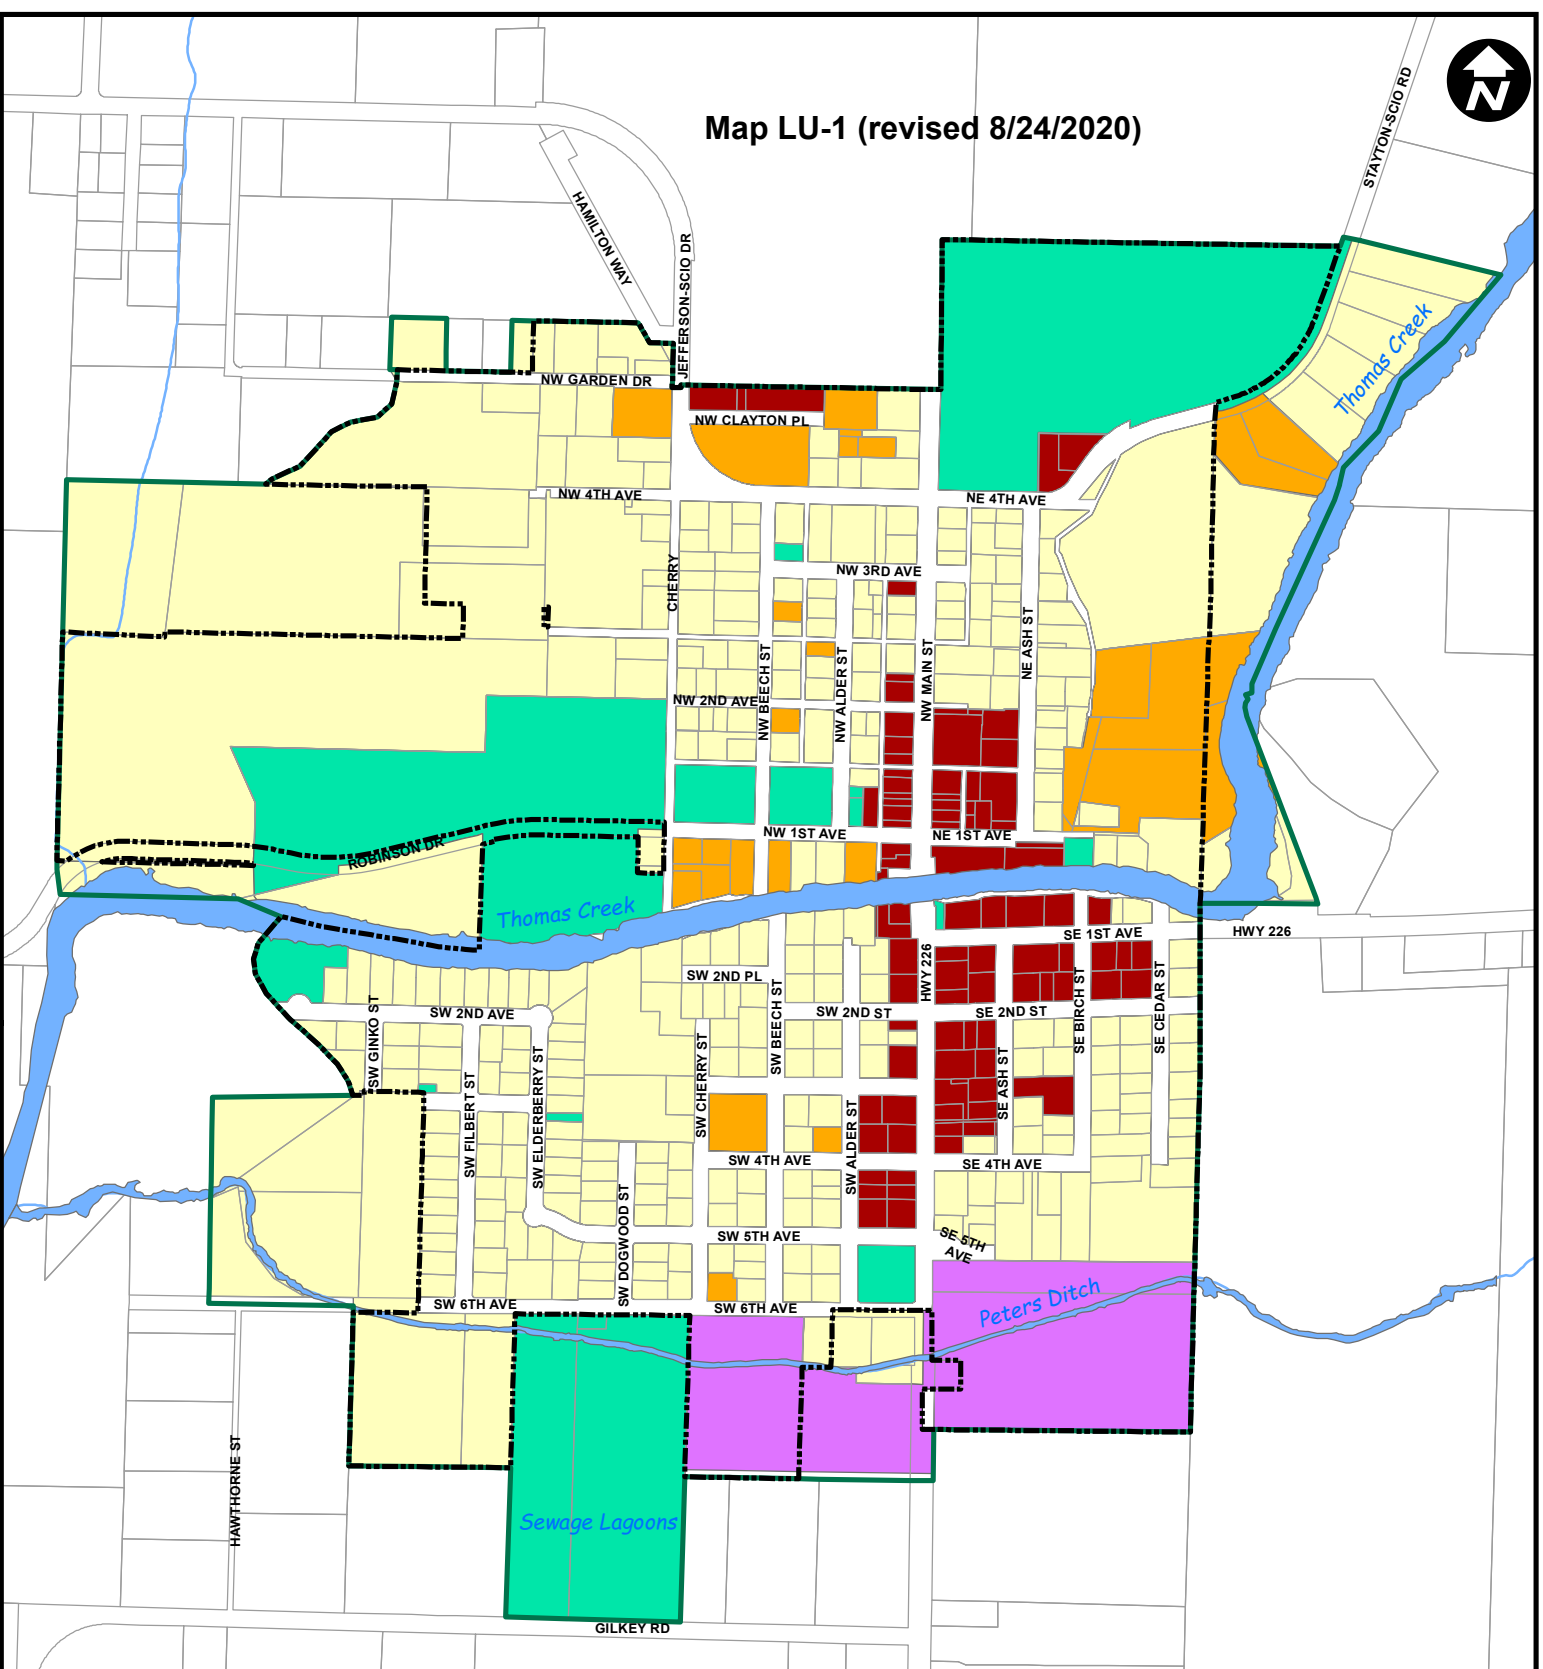 N
Map LU-1 (revised 8/24/2020)
STAYTON-SCIO RD
HAMILTON WAY
JEFFERSON-SCIO DR
Thomas Creek
NW GARDEN DR
NW CLAYTON PL
NW 4TH AVE
NE 4TH AVE
CHERRY
NW 3RD AVE
NE ASH ST
NW BEECH ST
NW ALDER ST
NW MAIN ST
NW 2ND AVE
NW 1ST AVE
NE 1ST AVE
ROBINSON DR
Thomas Creek
HWY 226
SE 1ST AVE
HWY 226
SW 2ND PL
SW 2ND AVE
SW 2ND ST
SE 2ND ST
SW GINKO ST
SW BEECH ST
SE BIRCH ST
SE CEDAR ST
SW CHERRY ST
SW FILBERT ST
SW ELDERBERRY ST
SE ASH ST
SW ALDER ST
SW 4TH AVE
SE 4TH AVE
SW DOGWOOD ST
SW 5TH AVE
SE 5TH
AVE
SW 6TH AVE
SW 6TH AVE
Peters Ditch
HAWTHORNE ST
Sewage Lagoons
GILKEY RD